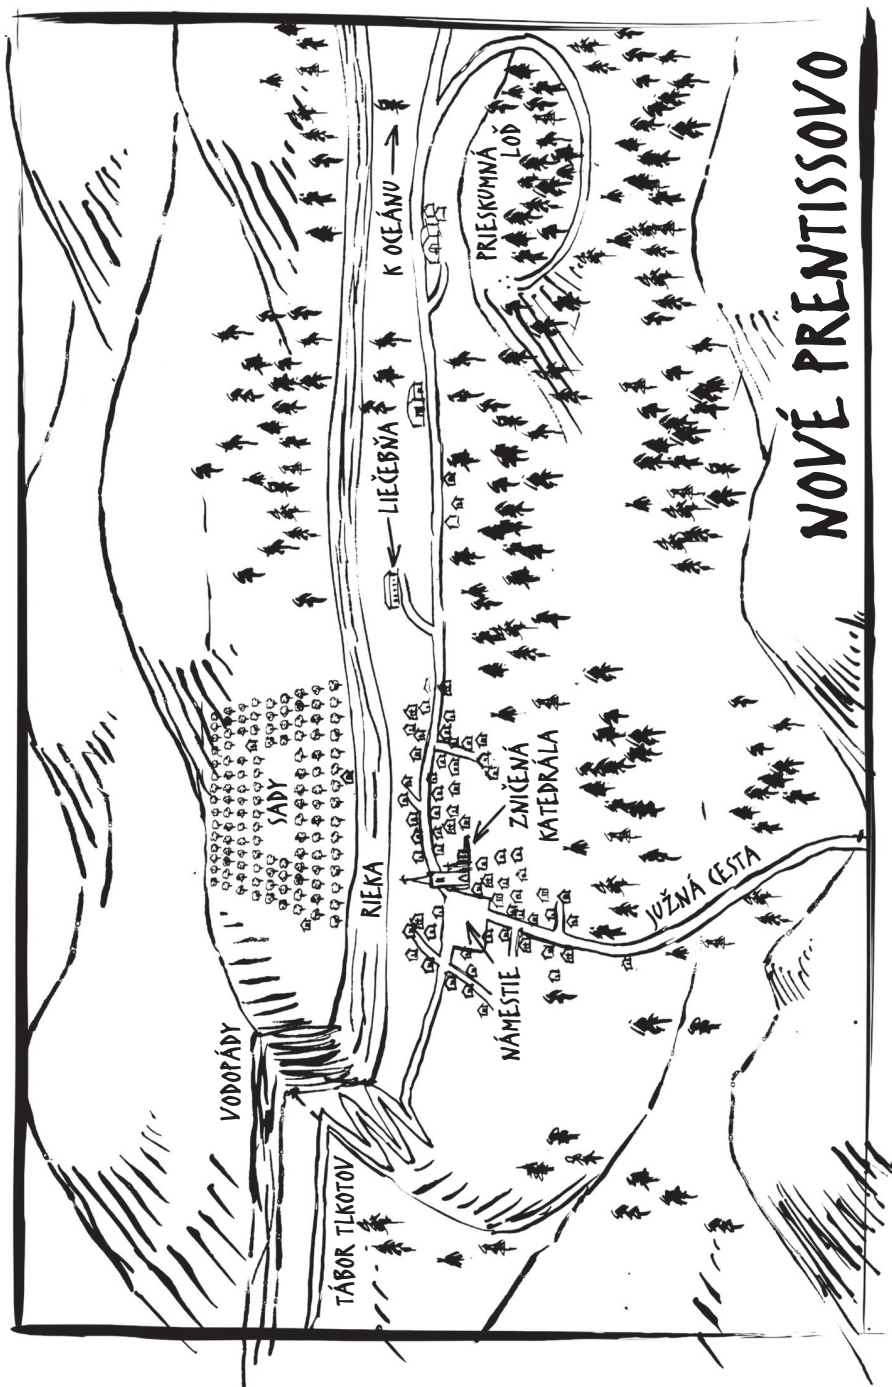 VODOPÁDY
SADY
TÁBOR TLKOTOV
RIEKA
LIEČEBŇA
K OCEÁNU
PRIESKUMNÁ
LOĎ
NÁMESTIE
ZNIČENÁ
KATEDRÁLA
JUŽNÁ CESTA
NOVÉ PRENTISSOVO